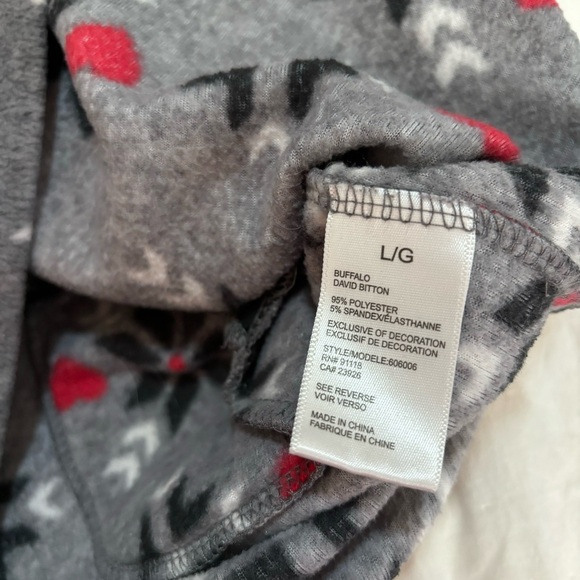 L/G
BUFFALO
DAVID BITTON
95% POLYESTER
5% SPANDEX/ÉLASTHANNE
EXCLUSIVE OF DECORATION
EXCLUSIF DE DECORATION
STYLE/MODELE:606006
RN# 91118
CA# 23926
SEE REVERSE
VOIR VERSO
MADE IN CHINA
FABRIQUE EN CHINE